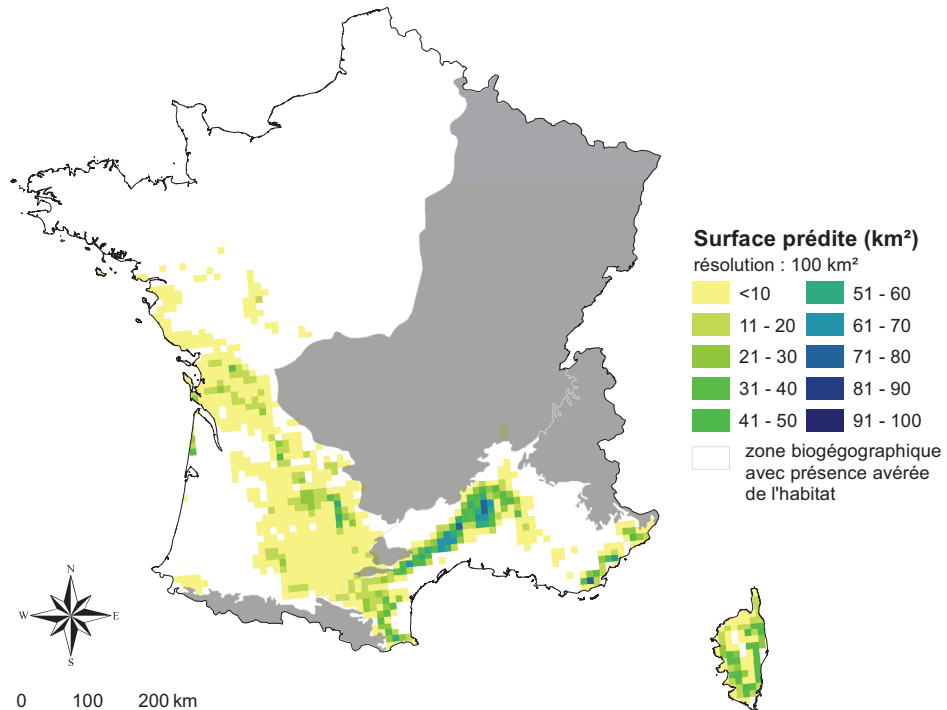 Surface prédite (km²)
résolution : 100 km²
<10
51 - 60
11 - 20
61 - 70
21 - 30
71 - 80
31 - 40
81 - 90
41 - 50
91 - 100
zone biogégographique
avec présence avérée
de l'habitat
N
W
E
S
0 100 200 km